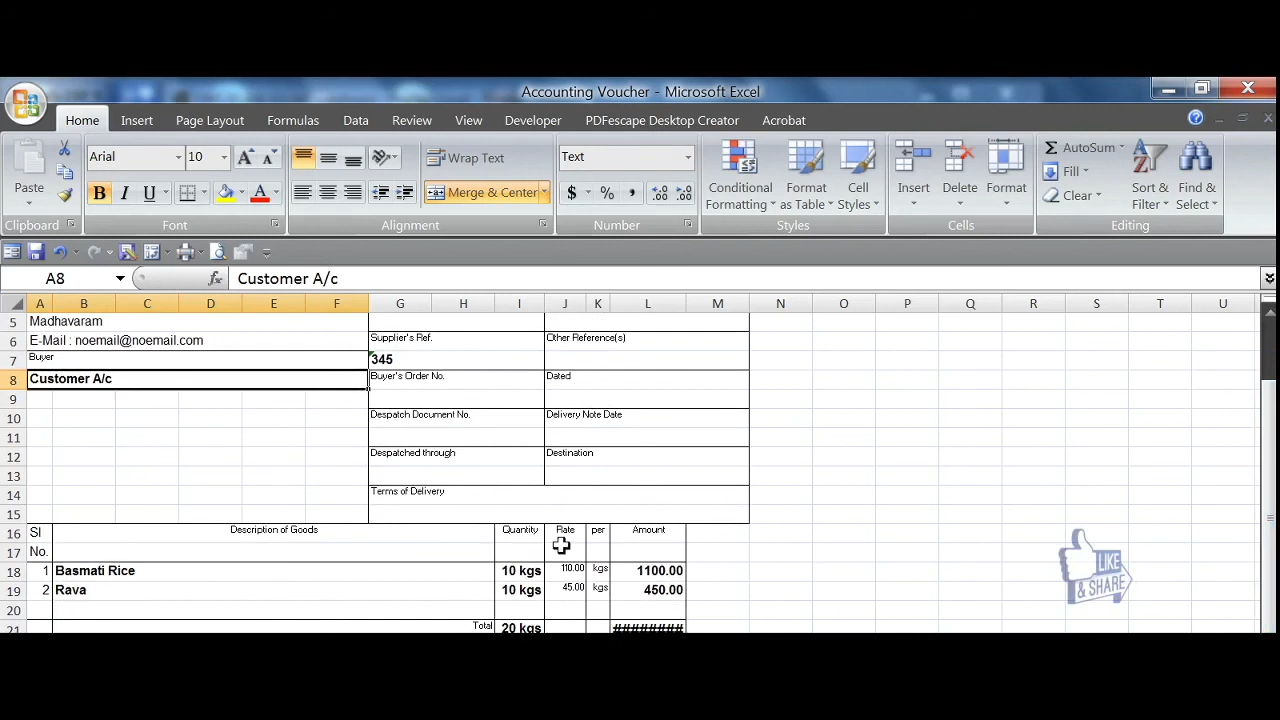 Accounting Voucher - Microsoft Excel
Home Insert Page Layout Formulas Data Review View Developer PDFescape Desktop Creator Acrobat
Paste
Clipboard
Arial 10 A A
B I U A
Font
Wrap Text
Merge & Center
Alignment
Text
$ % , .00
Number
Conditional Formatting
Format as Table
Cell Styles
Styles
Insert Delete Format
Cells
Σ AutoSum
Fill
Clear
Sort & Filter
Find & Select
Editing
A8 fx Customer A/c
A B C D E F G H I J K L M N O P Q R S T U
5 Madhavaram
6 E-Mail : noemail@noemail.com Supplier's Ref. Other Reference(s)
7 Buyer 345
8 Customer A/c Buyer's Order No. Dated
9
10 Despatch Document No. Delivery Note Date
11
12 Despatched through Destination
13
14 Terms of Delivery
15
16 Sl Description of Goods Quantity Rate per Amount
17 No.
18 1 Basmati Rice 10 kgs 110.00 kgs 1100.00
19 2 Rava 10 kgs 45.00 kgs 450.00
20
21 Total 20 kgs ########
LIKE
& SHARE